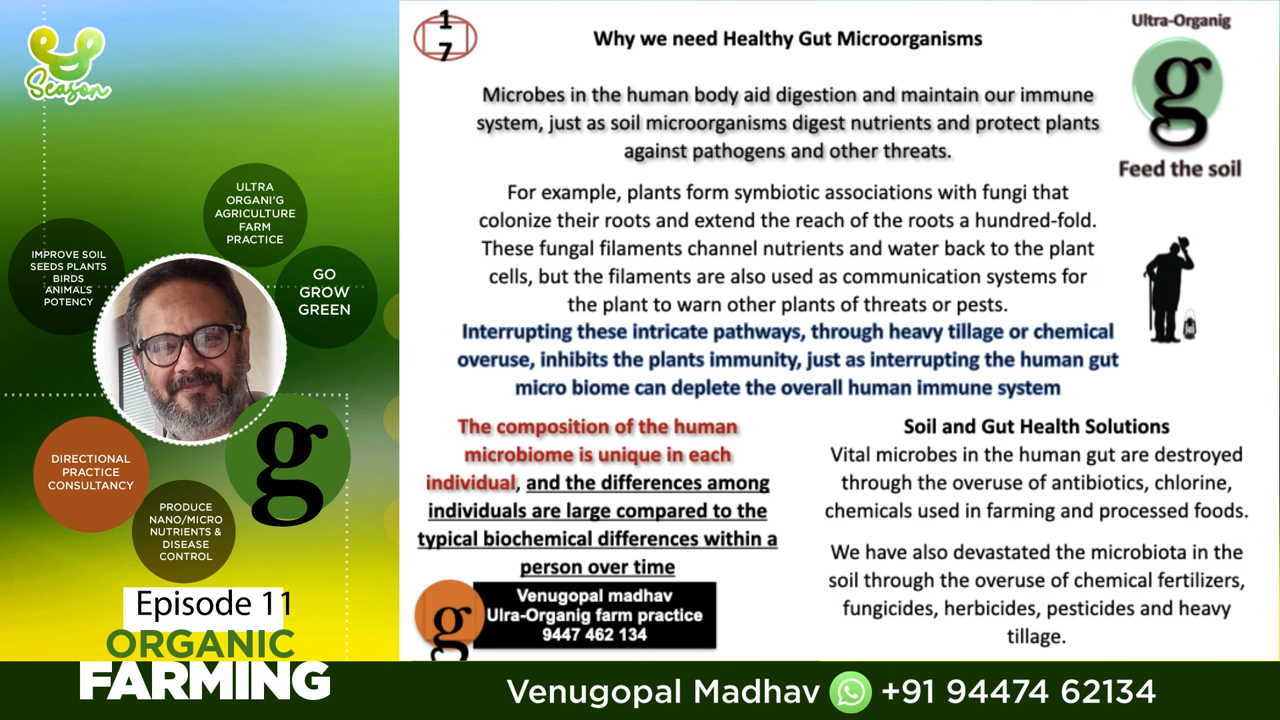 Season
ULTRA
ORGANI'G
AGRICULTURE
FARM
PRACTICE
IMPROVE SOIL
SEEDS PLANTS
BIRDS
ANIMALS
POTENCY
GO
GROW
GREEN
g
DIRECTIONAL
PRACTICE
CONSULTANCY
PRODUCE
NANO/MICRO
NUTRIENTS &
DISEASE
CONTROL
Episode 11
ORGANIC
FARMING
1
7
Why we need Healthy Gut Microorganisms
Ultra-Organig
g
Feed the soil
Microbes in the human body aid digestion and maintain our immune
system, just as soil microorganisms digest nutrients and protect plants
against pathogens and other threats.
For example, plants form symbiotic associations with fungi that
colonize their roots and extend the reach of the roots a hundred-fold.
These fungal filaments channel nutrients and water back to the plant
cells, but the filaments are also used as communication systems for
the plant to warn other plants of threats or pests.
Interrupting these intricate pathways, through heavy tillage or chemical
overuse, inhibits the plants immunity, just as interrupting the human gut
micro biome can deplete the overall human immune system
The composition of the human
microbiome is unique in each
individual, and the differences among
individuals are large compared to the
typical biochemical differences within a
person over time
g
Venugopal madhav
Ulra-Organig farm practice
9447 462 134
Soil and Gut Health Solutions
Vital microbes in the human gut are destroyed
through the overuse of antibiotics, chlorine,
chemicals used in farming and processed foods.
We have also devastated the microbiota in the
soil through the overuse of chemical fertilizers,
fungicides, herbicides, pesticides and heavy
tillage.
Venugopal Madhav +91 94474 62134